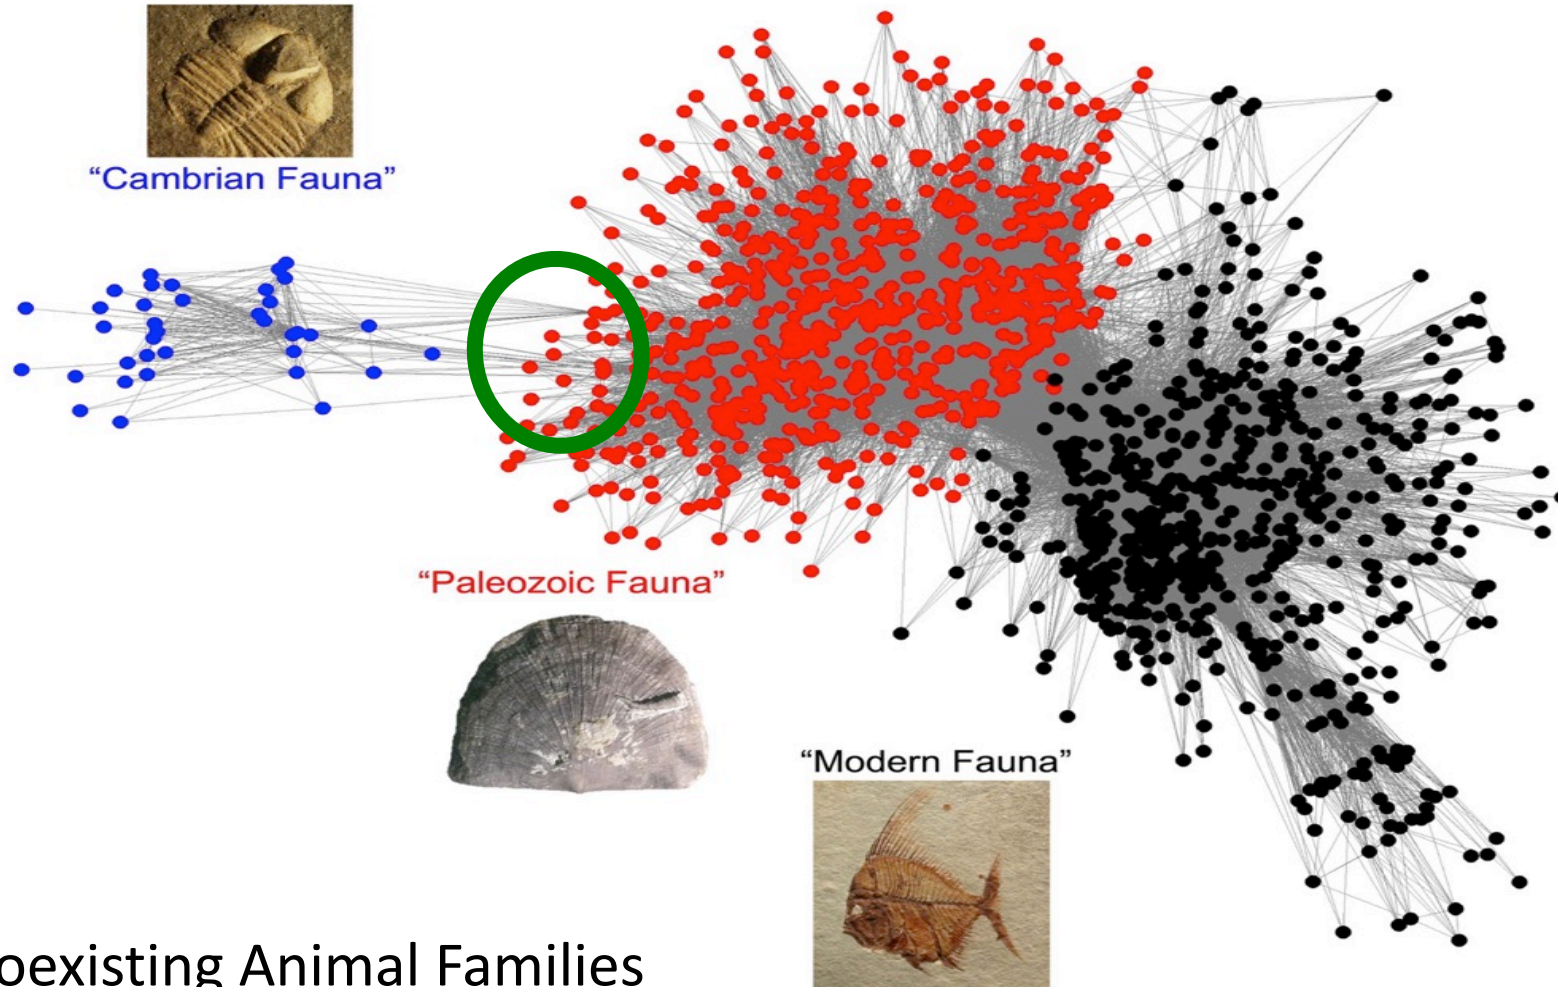 “Cambrian Fauna”
“Paleozoic Fauna”
“Modern Fauna”
oexisting Animal Families